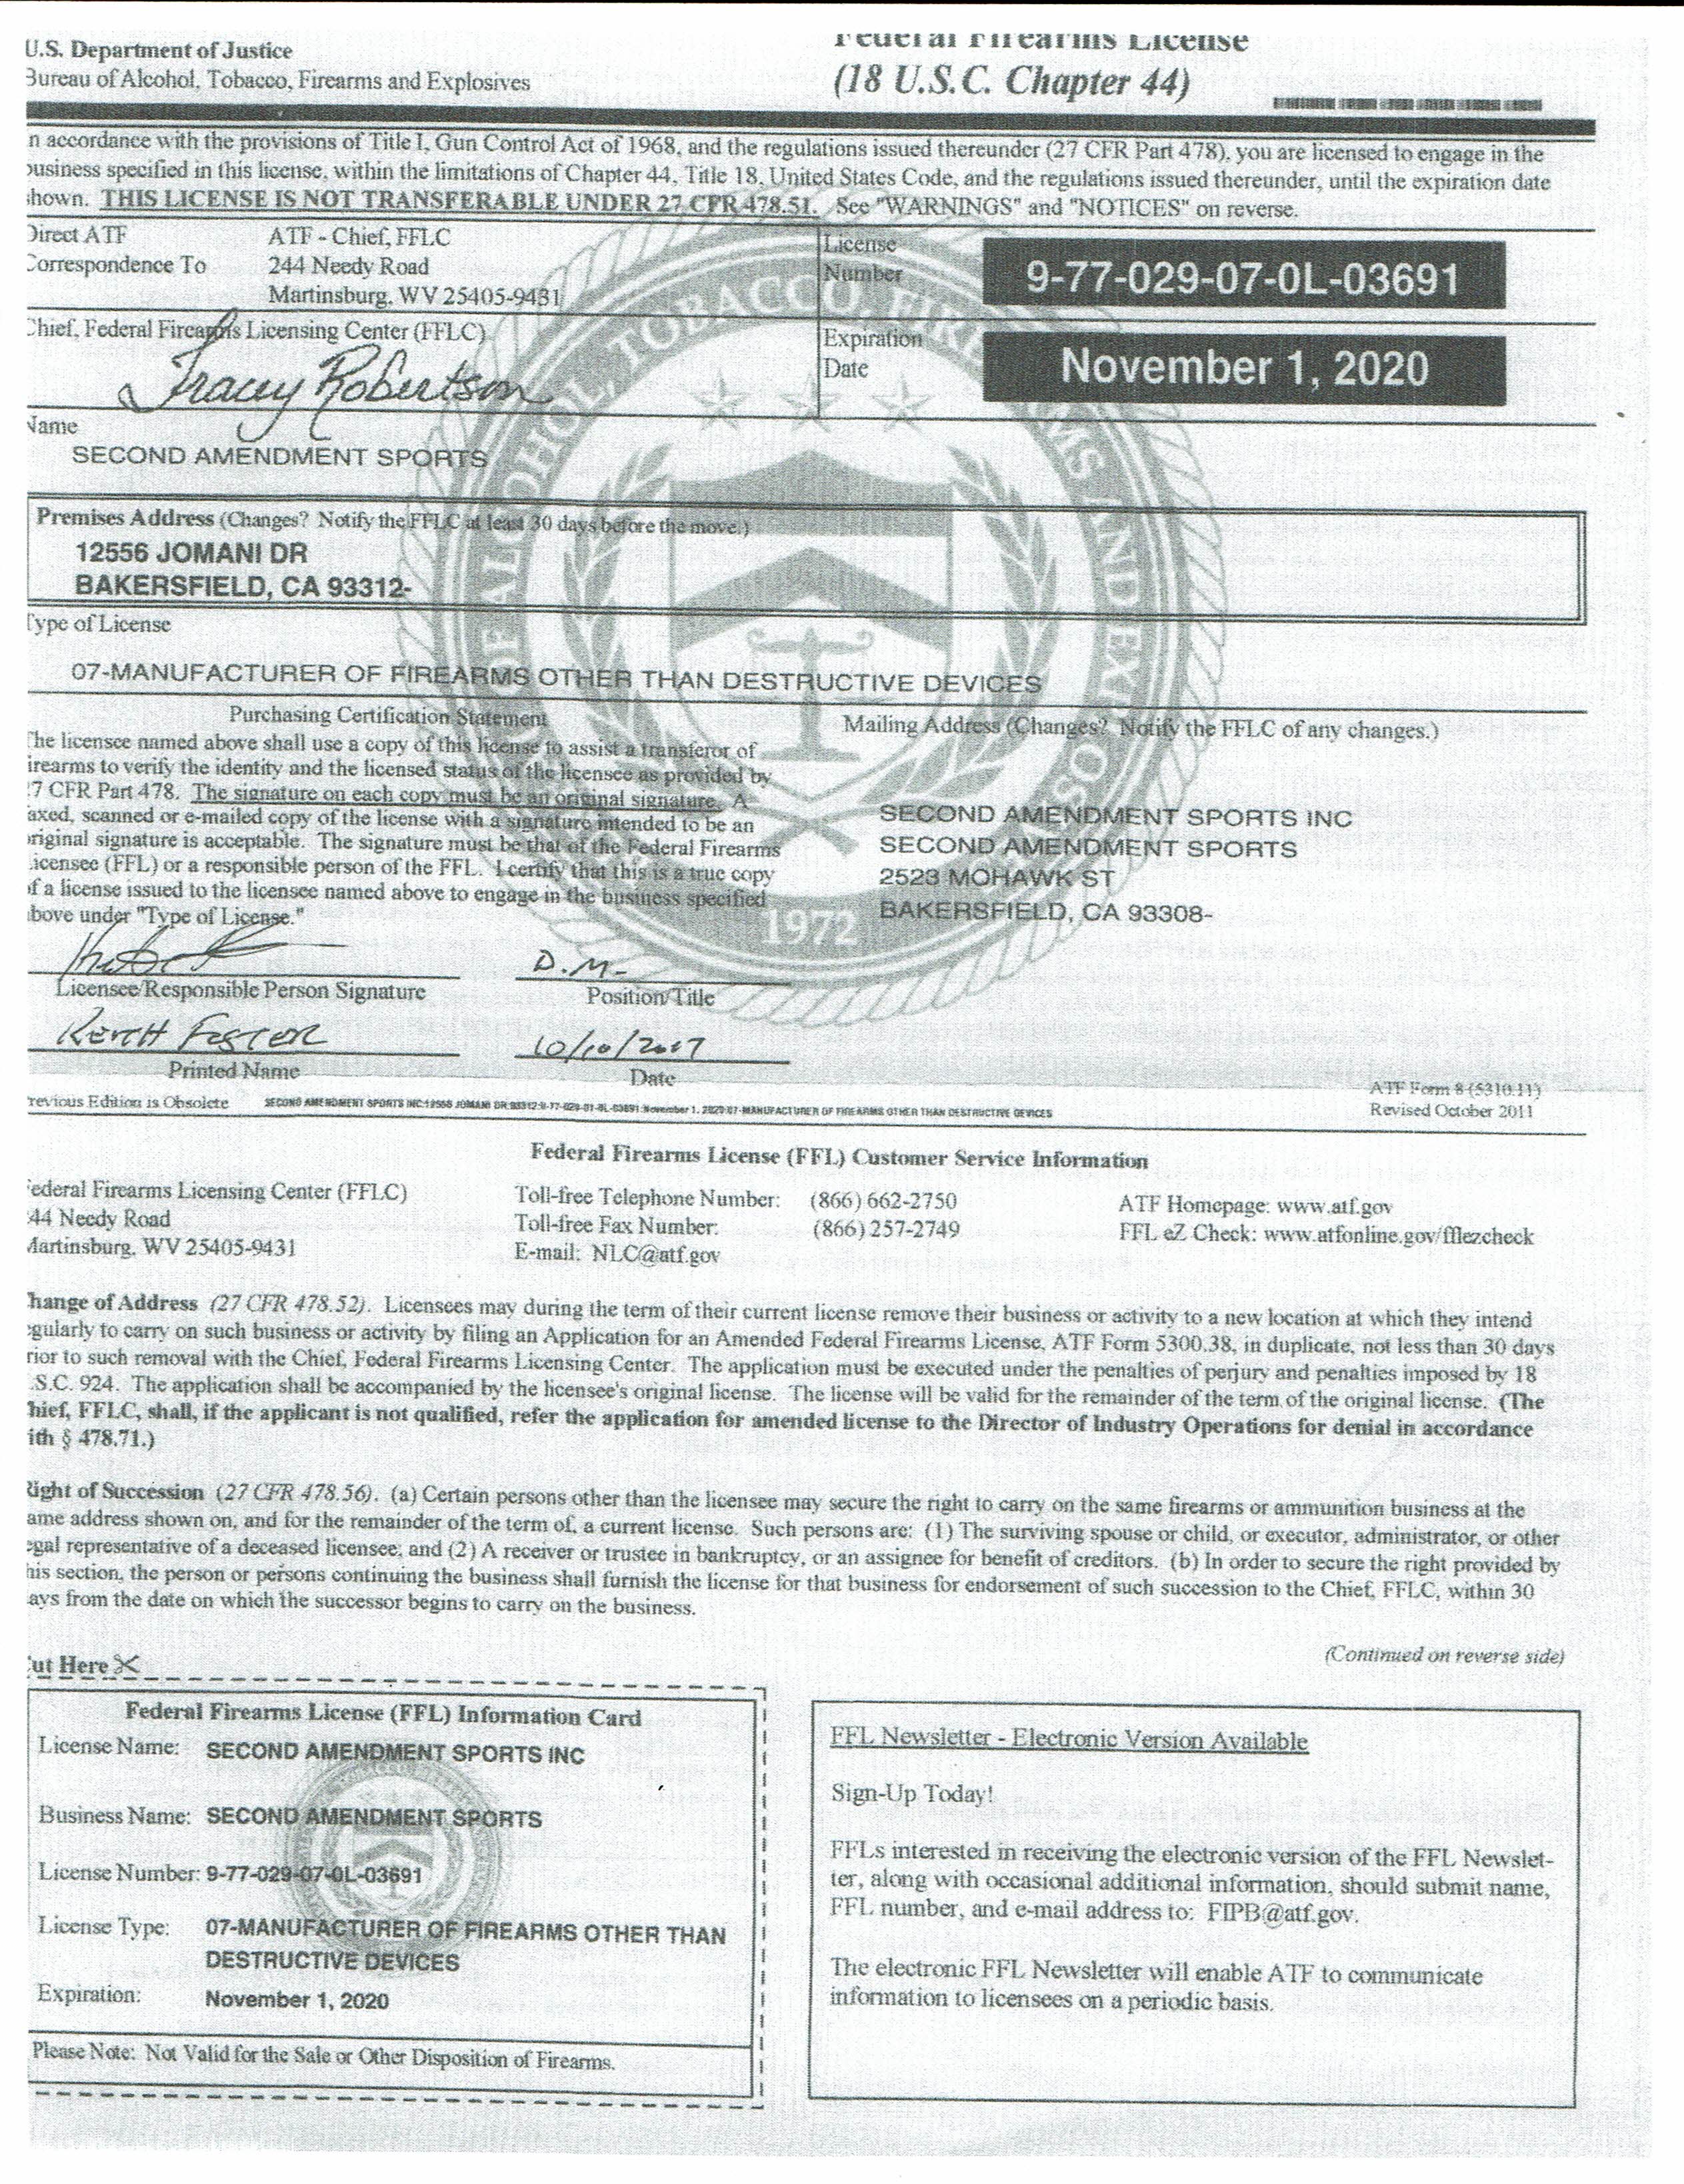 U.S. Department of Justice
Bureau of Alcohol, Tobacco, Firearms and Explosives
Federal Firearms License
(18 U.S.C. Chapter 44)
n accordance with the provisions of Title I, Gun Control Act of 1968, and the regulations issued thereunder (27 CFR Part 478), you are licensed to engage in the
business specified in this license, within the limitations of Chapter 44, Title 18, United States Code, and the regulations issued thereunder, until the expiration date
shown. THIS LICENSE IS NOT TRANSFERABLE UNDER 27 CFR 478.51. See "WARNINGS" and "NOTICES" on reverse.
Direct ATF
Correspondence To
ATF - Chief, FFLC
244 Needy Road
Martinsburg, WV 25405-9431
License
Number
9-77-029-07-0L-03691
Chief, Federal Firearms Licensing Center (FFLC)
Tracey Robertson
Expiration
Date
November 1, 2020
Name
SECOND AMENDMENT SPORTS
Premises Address (Changes? Notify the FFLC at least 30 days before the move.)
12556 JOMANI DR
BAKERSFIELD, CA 93312-
Type of License
07-MANUFACTURER OF FIREARMS OTHER THAN DESTRUCTIVE DEVICES
Purchasing Certification Statement
The licensee named above shall use a copy of this license to assist a transferor of
irearms to verify the identity and the licensed status of the licensee as provided by
27 CFR Part 478. The signature on each copy must be an original signature. A
axed, scanned or e-mailed copy of the license with a signature intended to be an
original signature is acceptable. The signature must be that of the Federal Firearms
Licensee (FFL) or a responsible person of the FFL. I certify that this is a true copy
of a license issued to the licensee named above to engage in the business specified
above under "Type of License."
Mailing Address (Changes? Notify the FFLC of any changes.)
SECOND AMENDMENT SPORTS INC
SECOND AMENDMENT SPORTS
2523 MOHAWK ST
BAKERSFIELD, CA 93308-
1972
D.M-
Licensee/Responsible Person Signature
Position/Title
KEITH FOSTER
10/10/2017
Printed Name
Date
ATF Form 8 (5310.11)
Revised October 2011
revious Edition is Obsolete
SECOND AMENDMENT SPORTS INC:12556 JOMANI DR:93312:9-77-029-07-0L-03691:November 1, 2020:07-MANUFACTURER OF FIREARMS OTHER THAN DESTRUCTIVE DEVICES
Federal Firearms License (FFL) Customer Service Information
ederal Firearms Licensing Center (FFLC)
44 Needy Road
Martinsburg, WV 25405-9431
Toll-free Telephone Number: (866) 662-2750
Toll-free Fax Number: (866) 257-2749
E-mail: NLC@atf.gov
ATF Homepage: www.atf.gov
FFL eZ Check: www.atfonline.gov/fflezcheck
hange of Address (27 CFR 478.52). Licensees may during the term of their current license remove their business or activity to a new location at which they intend
egularly to carry on such business or activity by filing an Application for an Amended Federal Firearms License, ATF Form 5300.38, in duplicate, not less than 30 days
rior to such removal with the Chief, Federal Firearms Licensing Center. The application must be executed under the penalties of perjury and penalties imposed by 18
.S.C. 924. The application shall be accompanied by the licensee's original license. The license will be valid for the remainder of the term of the original license. (The
hief, FFLC, shall, if the applicant is not qualified, refer the application for amended license to the Director of Industry Operations for denial in accordance
ith § 478.71.)
Right of Succession (27 CFR 478.56). (a) Certain persons other than the licensee may secure the right to carry on the same firearms or ammunition business at the
ame address shown on, and for the remainder of the term of, a current license. Such persons are: (1) The surviving spouse or child, or executor, administrator, or other
egal representative of a deceased licensee; and (2) A receiver or trustee in bankruptcy, or an assignee for benefit of creditors. (b) In order to secure the right provided by
his section, the person or persons continuing the business shall furnish the license for that business for endorsement of such succession to the Chief, FFLC, within 30
ays from the date on which the successor begins to carry on the business.
(Continued on reverse side)
ut Here
Federal Firearms License (FFL) Information Card
License Name: SECOND AMENDMENT SPORTS INC
Business Name: SECOND AMENDMENT SPORTS
License Number: 9-77-029-07-0L-03691
License Type: 07-MANUFACTURER OF FIREARMS OTHER THAN
DESTRUCTIVE DEVICES
Expiration: November 1, 2020
Please Note: Not Valid for the Sale or Other Disposition of Firearms.
FFL Newsletter - Electronic Version Available
Sign-Up Today!
FFLs interested in receiving the electronic version of the FFL Newslet-
ter, along with occasional additional information, should submit name,
FFL number, and e-mail address to: FIPB@atf.gov.
The electronic FFL Newsletter will enable ATF to communicate
information to licensees on a periodic basis.